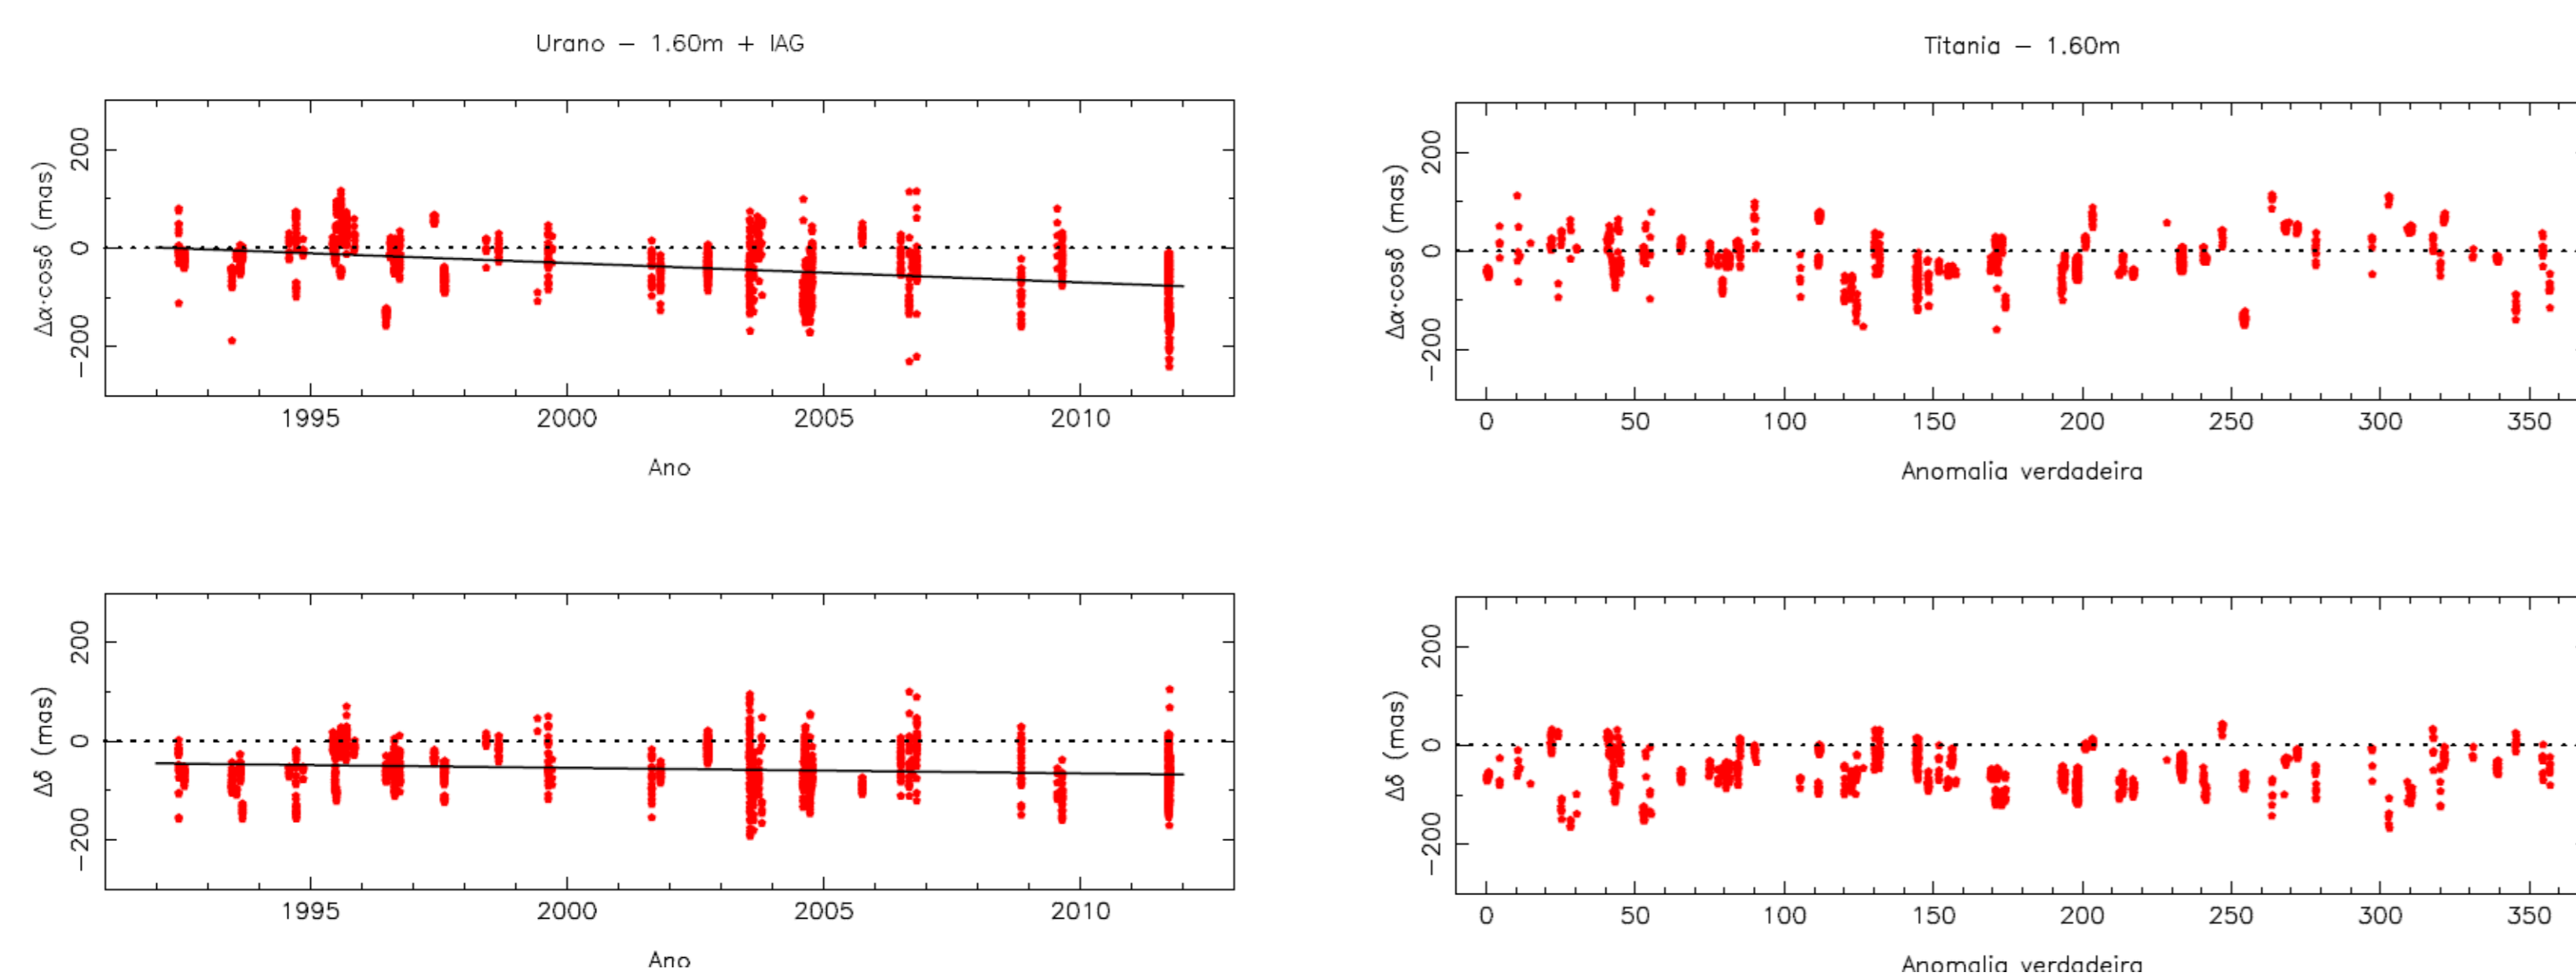 Urano – 1.60m + IAG
Δα·cosδ (mas)
200
0
−200
1995 2000 2005 2010
Ano
Δδ (mas)
200
0
−200
1995 2000 2005 2010
Ano
Titania – 1.60m
Δα·cosδ (mas)
200
0
−200
0 50 100 150 200 250 300 350
Anomalia verdadeira
Δδ (mas)
200
0
−200
0 50 100 150 200 250 300 350
Anomalia verdadeira